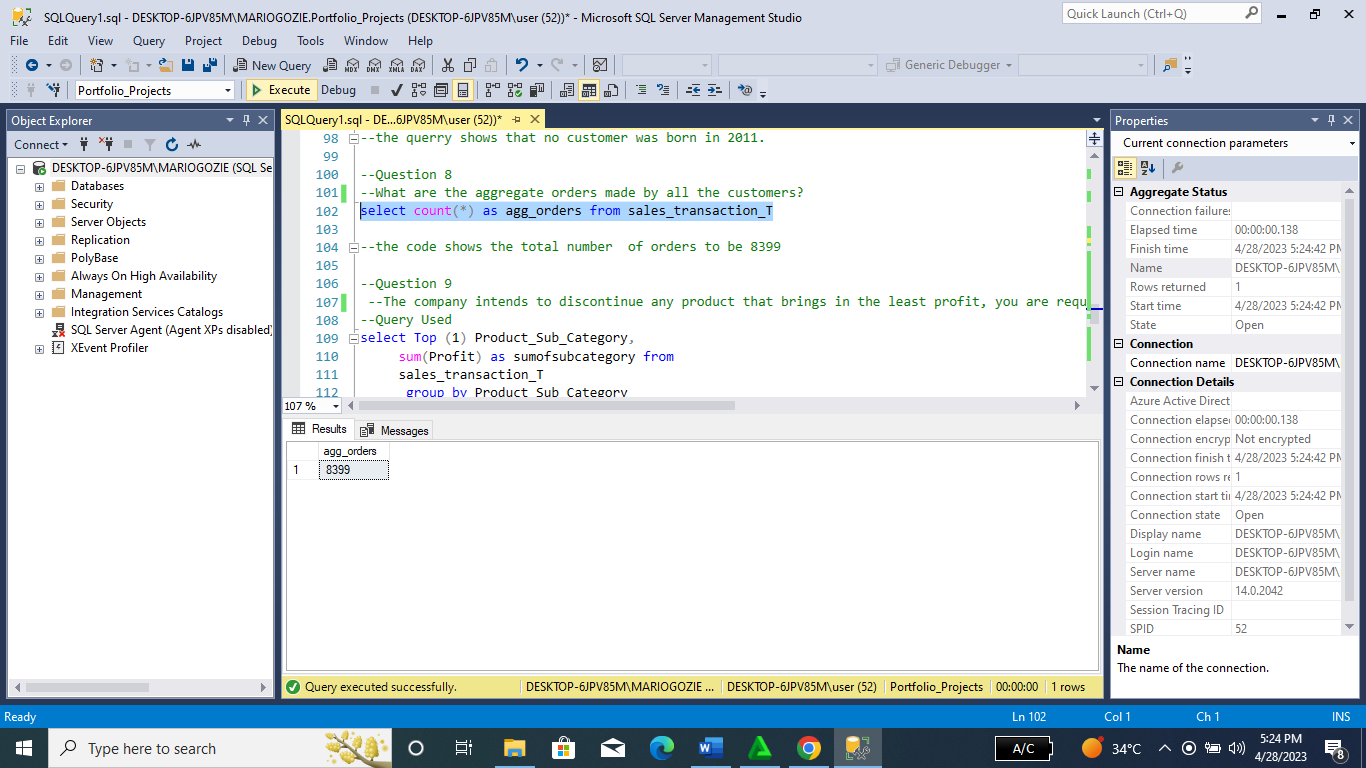 SQLQuery1.sql - DESKTOP-6JPV85M\MARIOGOZIE.Portfolio_Projects (DESKTOP-6JPV85M\user (52))* - Microsoft SQL Server Management Studio
Quick Launch (Ctrl+Q)
File Edit View Query Project Debug Tools Window Help
New Query MDX DMX XMLA DAX Generic Debugger
Portfolio_Projects Execute Debug
Object Explorer
Connect
DESKTOP-6JPV85M\MARIOGOZIE (SQL Se
Databases
Security
Server Objects
Replication
PolyBase
Always On High Availability
Management
Integration Services Catalogs
SQL Server Agent (Agent XPs disabled)
XEvent Profiler
SQLQuery1.sql - DE...6JPV85M\user (52))*
98 --the querry shows that no customer was born in 2011.
99
100 --Question 8
101 --What are the aggregate orders made by all the customers?
102 select count(*) as agg_orders from sales_transaction_T
103
104 --the code shows the total number  of orders to be 8399
105
106 --Question 9
107 --The company intends to discontinue any product that brings in the least profit, you are requ
108 --Query Used
109 select Top (1) Product_Sub_Category,
110 sum(Profit) as sumofsubcategory from
111 sales_transaction_T
112 group by Product_Sub_Category
107 %
Results Messages
agg_orders
1 8399
Query executed successfully. DESKTOP-6JPV85M\MARIOGOZIE ... DESKTOP-6JPV85M\user (52) Portfolio_Projects 00:00:00 1 rows
Properties
Current connection parameters
Aggregate Status
Connection failures
Elapsed time 00:00:00.138
Finish time 4/28/2023 5:24:42 PM
Name DESKTOP-6JPV85M\
Rows returned 1
Start time 4/28/2023 5:24:42 PM
State Open
Connection
Connection name DESKTOP-6JPV85M\
Connection Details
Azure Active Direct
Connection elapse 00:00:00.138
Connection encryp Not encrypted
Connection finish t 4/28/2023 5:24:42 PM
Connection rows re 1
Connection start ti 4/28/2023 5:24:42 PM
Connection state Open
Display name DESKTOP-6JPV85M\
Login name DESKTOP-6JPV85M\
Server name DESKTOP-6JPV85M\
Server version 14.0.2042
Session Tracing ID
SPID 52
Name
The name of the connection.
Ready Ln 102 Col 1 Ch 1 INS
Type here to search A/C 34°C 5:24 PM
4/28/2023 8